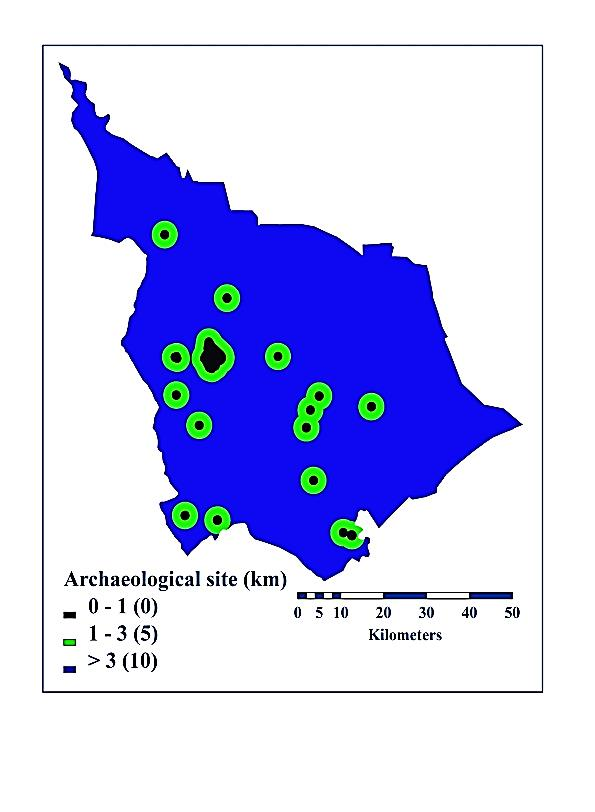 Archaeological site (km)
0 - 1 (0)
1 - 3 (5)
> 3 (10)
0 5 10 20 30 40 50
Kilometers